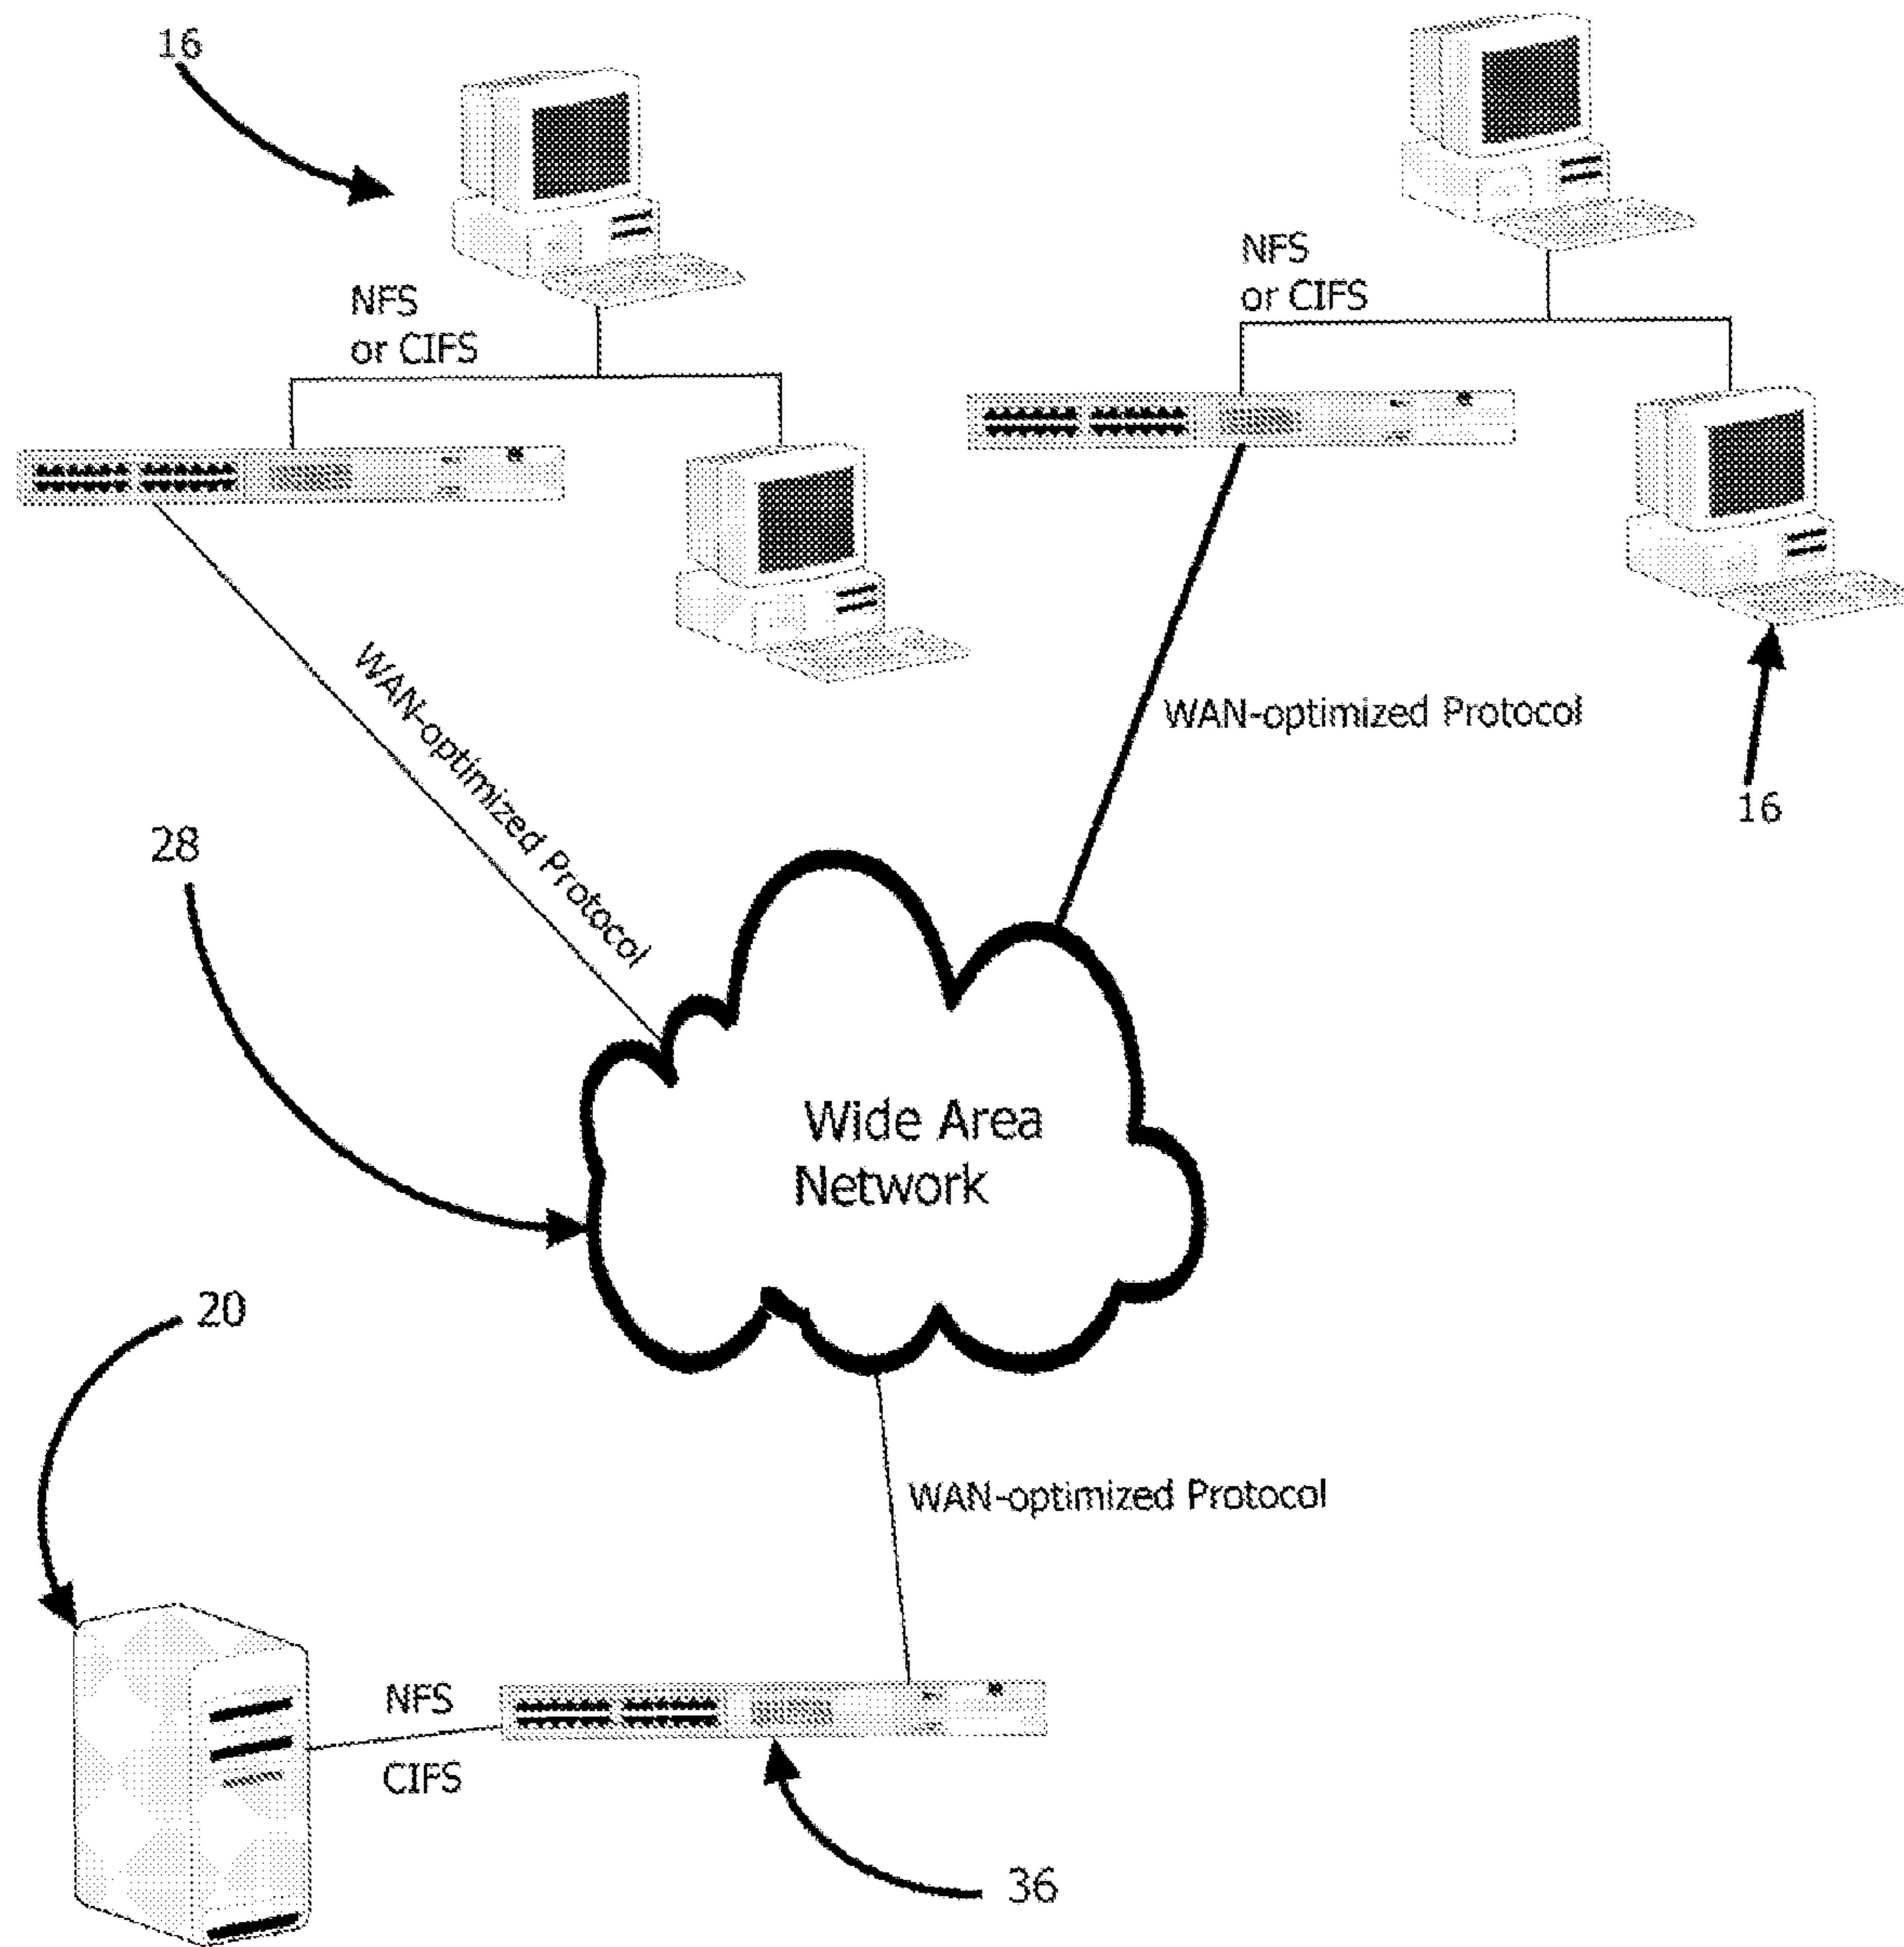 16
NFS
or CIFS
NFS
or CIFS
WAN-optimized Protocol
WAN-optimized Protocol
16
28
Wide Area
Network
20
WAN-optimized Protocol
NFS
CIFS
36